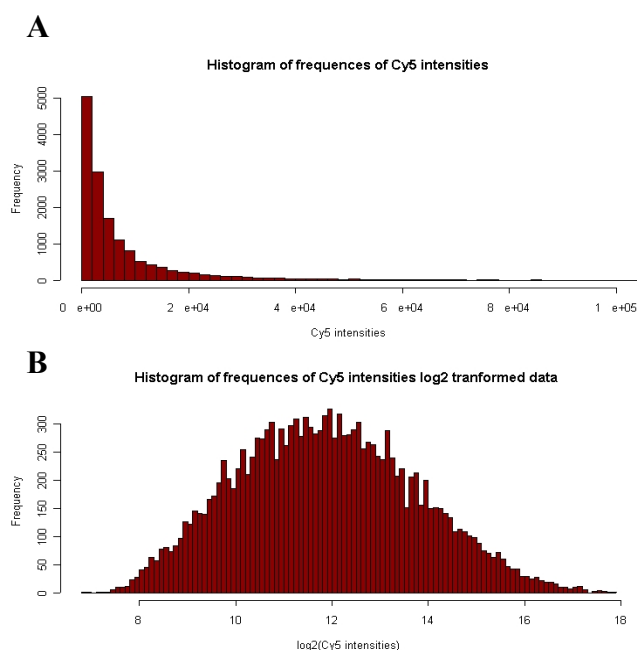 A
Histogram of frequences of Cy5 intensities
Frequency
5000
4000
3000
2000
1000
0
0 e+00 2 e+04 4 e+04 6 e+04 8 e+04 1 e+05
Cy5 intensities
B
Histogram of frequences of Cy5 intensities log2 tranformed data
Frequency
300
250
200
150
100
50
0
8 10 12 14 16 18
log2(Cy5 intensities)